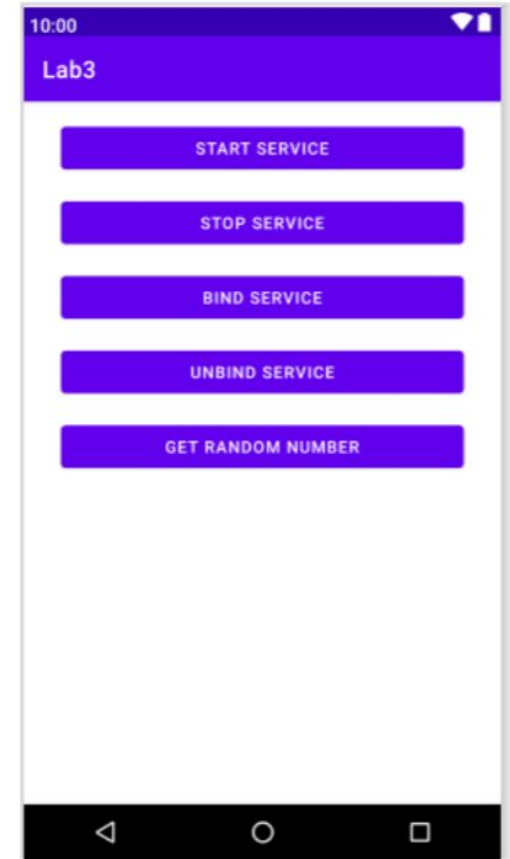 10:00
Lab3
START SERVICE
STOP SERVICE
BIND SERVICE
UNBIND SERVICE
GET RANDOM NUMBER